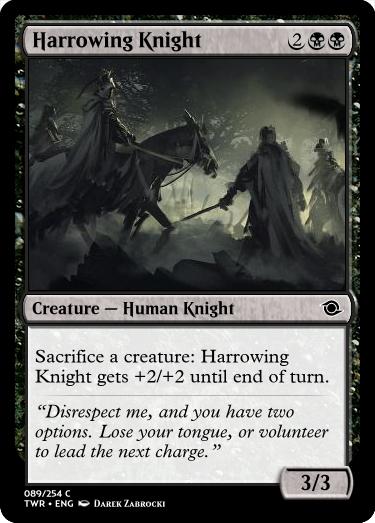 Harrowing Knight 2
Creature — Human Knight
Sacrifice a creature: Harrowing
Knight gets +2/+2 until end of turn.
“Disrespect me, and you have two
options. Lose your tongue, or volunteer
to lead the next charge.”
3/3
089/254 C
TWR • ENG Darek Zabrocki